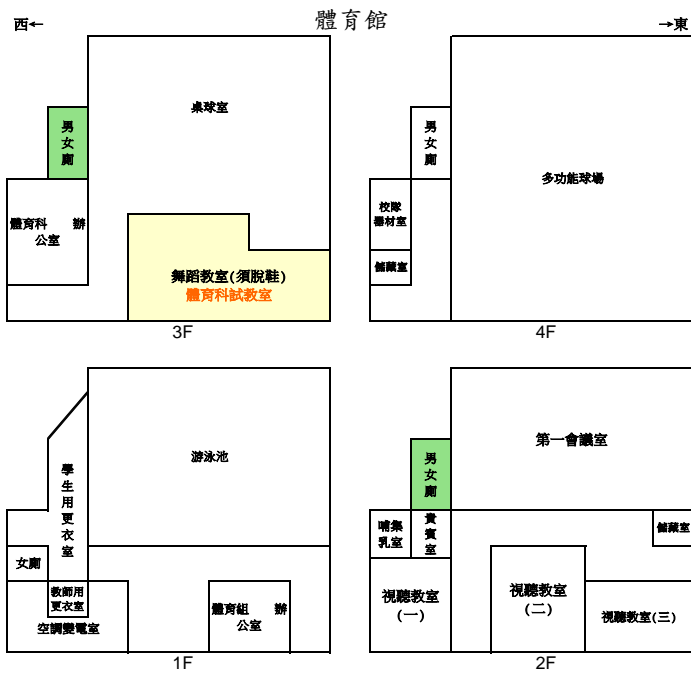 體育館
西←
→東
桌球室
男
女
廁
體育科 辦
公室
舞蹈教室(須脫鞋)
體育科試教室
3F
男
女
廁
多功能球場
校隊
器材室
儲藏室
4F
游泳池
學
生
用
更
衣
室
女廁
教師用
更衣室
空調變電室
體育組 辦
公室
1F
第一會議室
男
女
廁
哺集
乳室
貴
賓
室
儲藏室
視聽教室
(一)
視聽教室
(二)
視聽教室(三)
2F